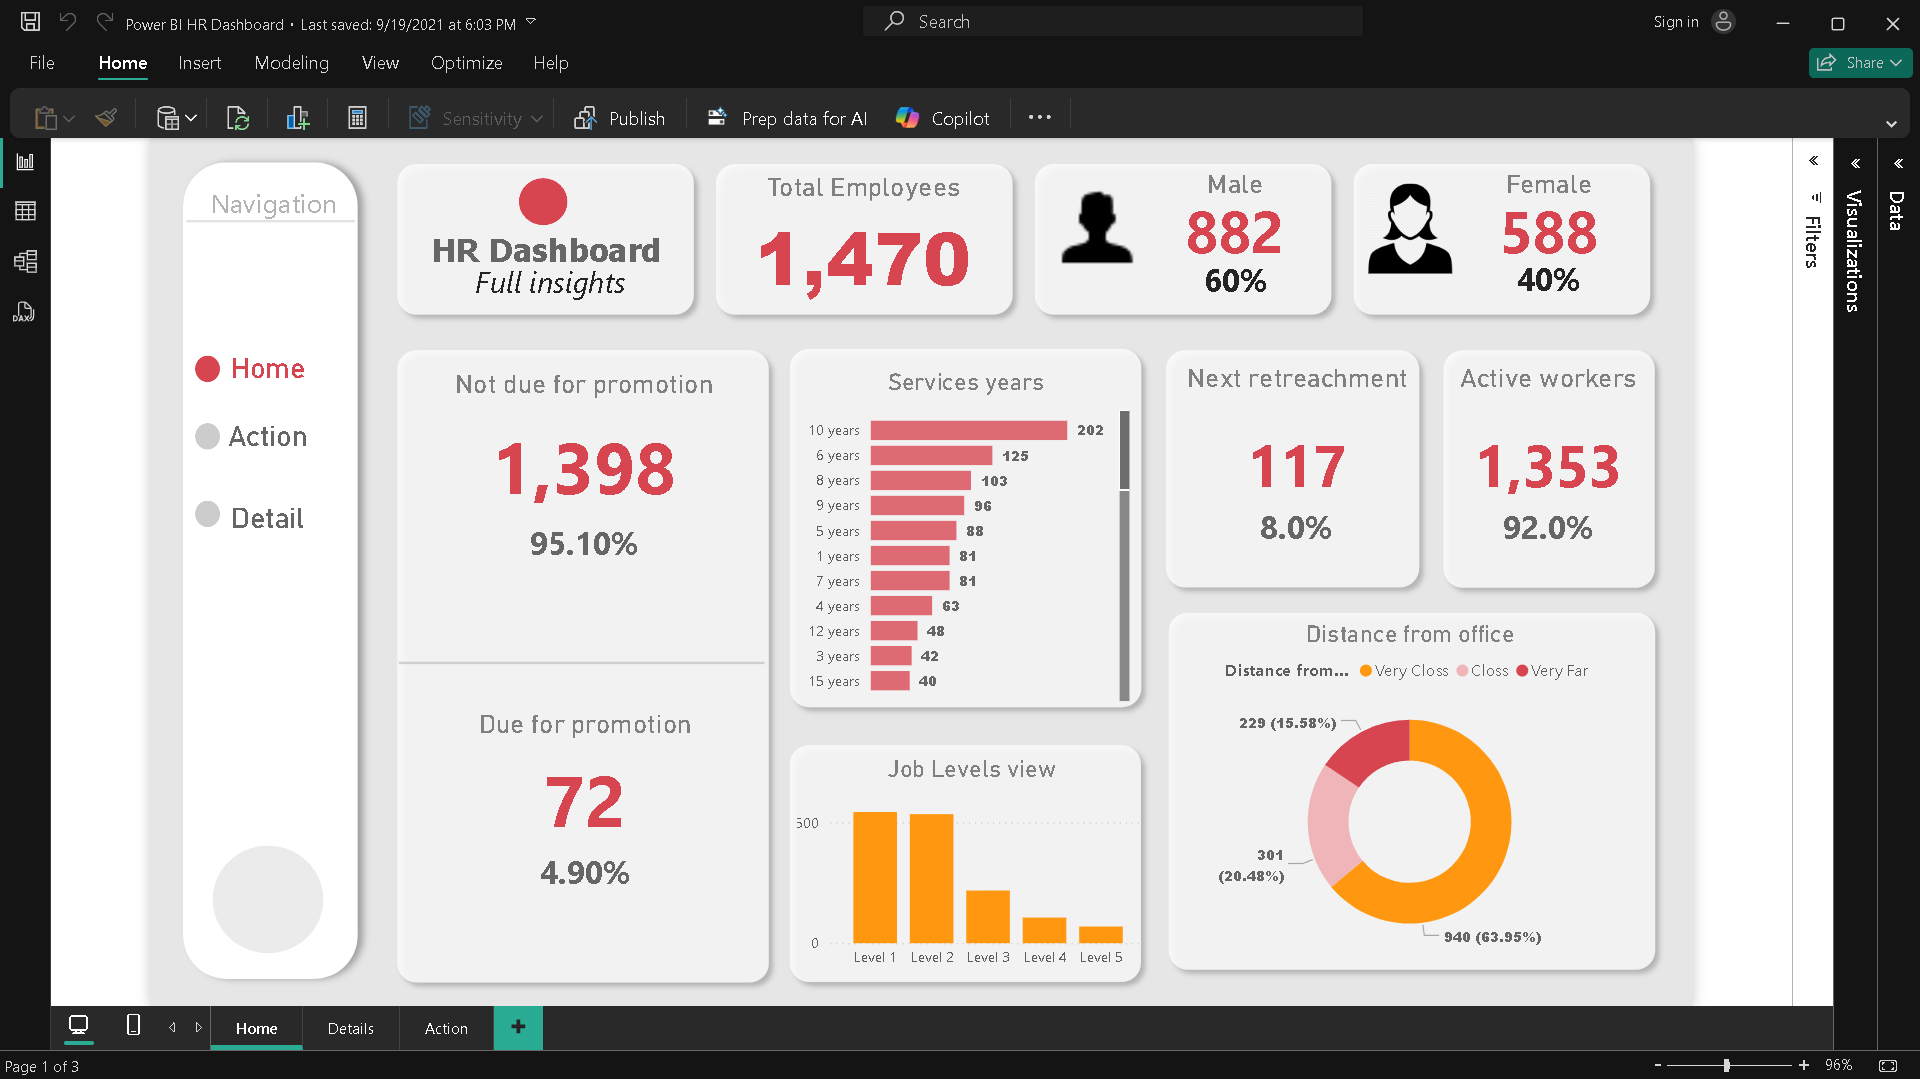 Power BI HR Dashboard • Last saved: 9/19/2021 at 6:03 PM
Search
Sign in
File Home Insert Modeling View Optimize Help
Share
Sensitivity
Publish
Prep data for AI
Copilot
Navigation
Home
Action
Detail
HR Dashboard
Full insights
Total Employees
1,470
Male
882
60%
Female
588
40%
Not due for promotion
1,398
95.10%
Due for promotion
72
4.90%
Services years
10 years 202
6 years 125
8 years 103
9 years 96
5 years 88
1 years 81
7 years 81
4 years 63
12 years 48
3 years 42
15 years 40
Job Levels view
500
0
Level 1 Level 2 Level 3 Level 4 Level 5
Next retreachment
117
8.0%
Active workers
1,353
92.0%
Distance from office
Distance from... Very Closs Closs Very Far
229 (15.58%)
301
(20.48%)
940 (63.95%)
Filters
Visualizations
Data
DAX
Home Details Action +
Page 1 of 3
- + 96%